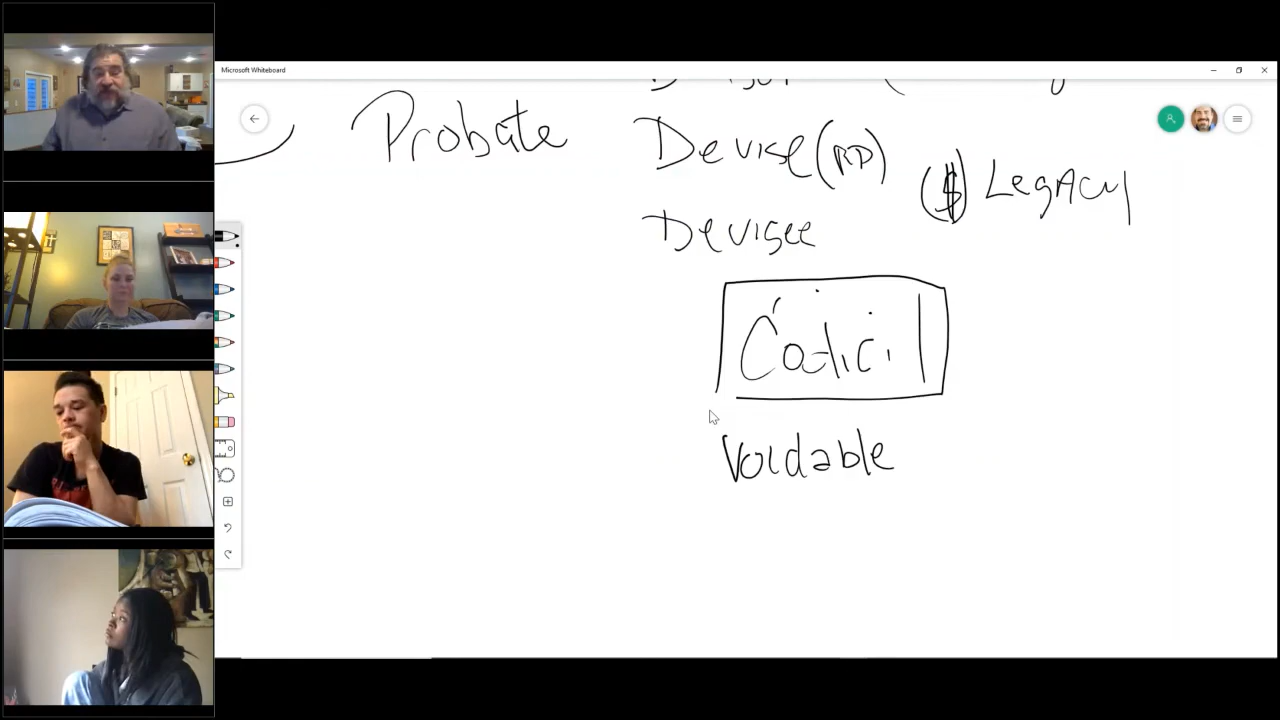 Microsoft Whiteboard
Probate
Devise (RP)
($) Legacy
Devisee
Codicil
Voidable